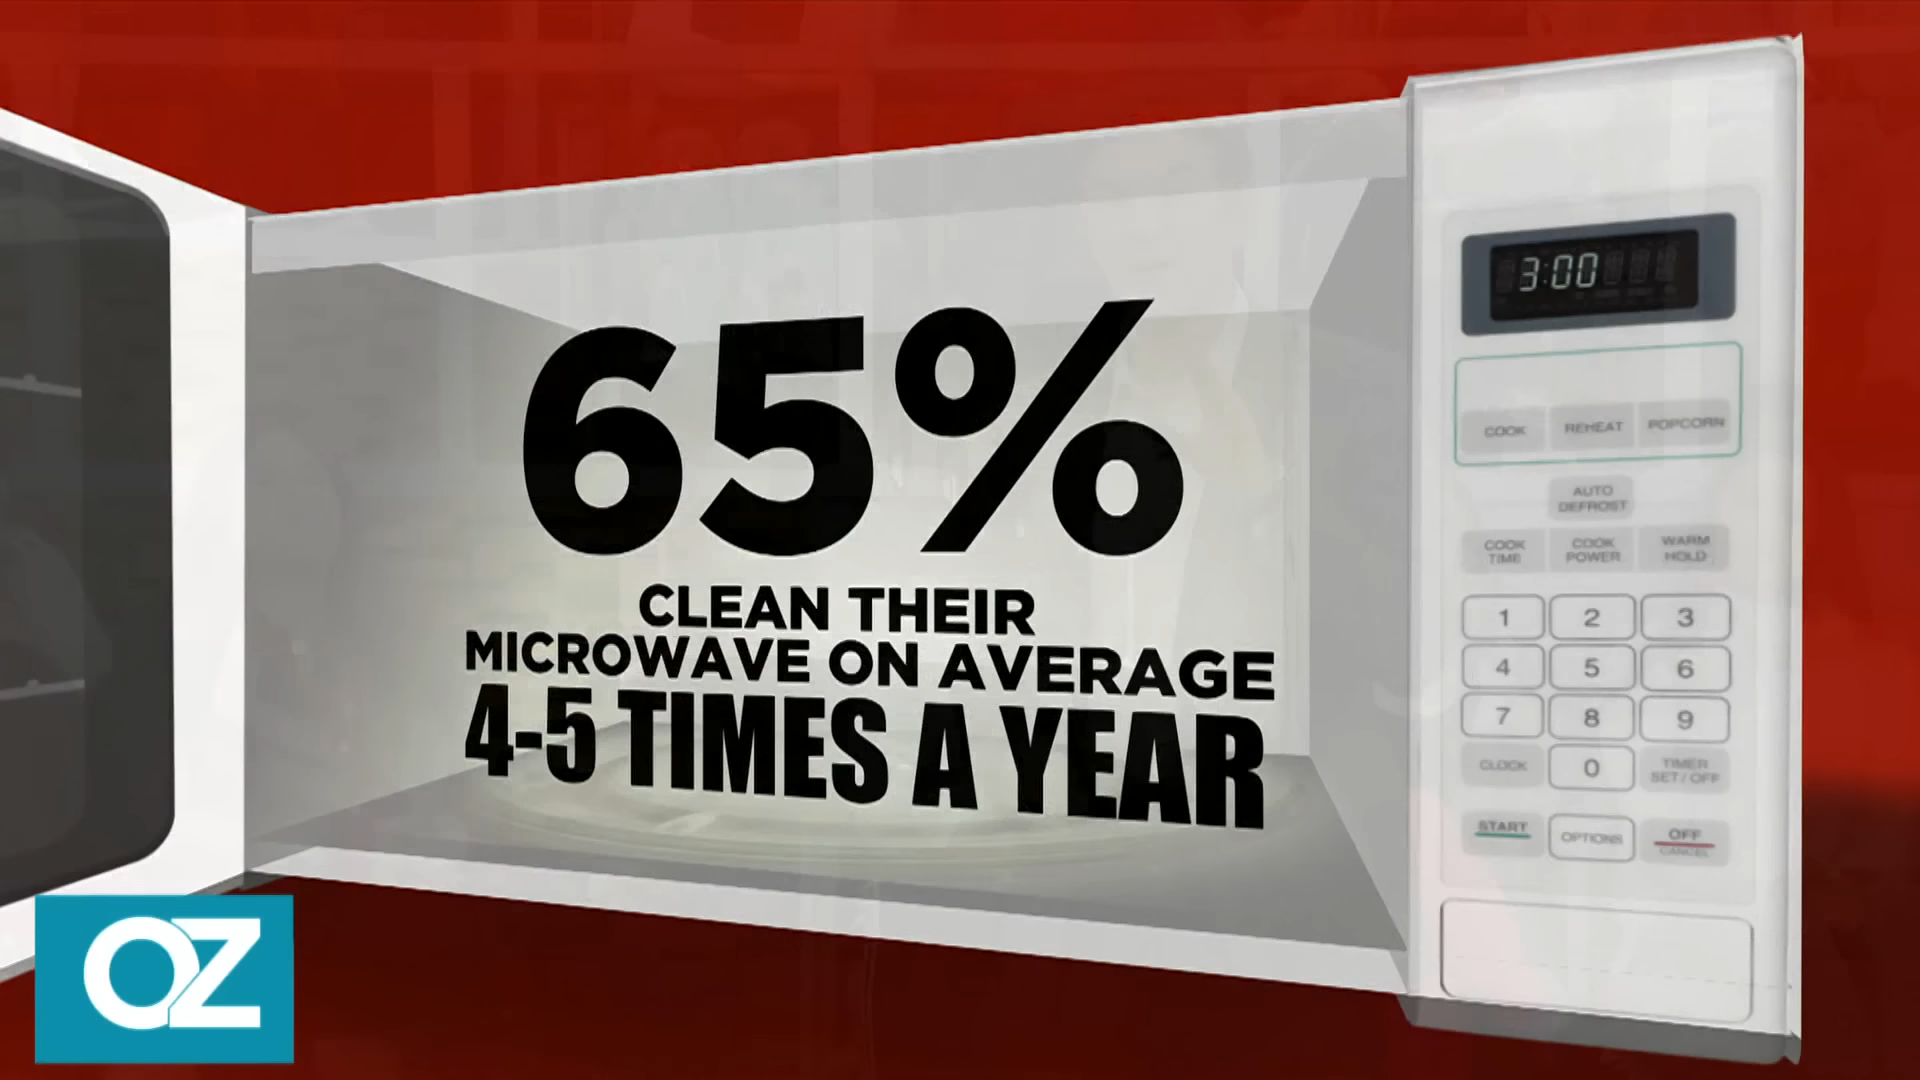 65%
CLEAN THEIR
MICROWAVE ON AVERAGE
4-5 TIMES A YEAR
3:00
COOK REHEAT POPCORN
AUTO
DEFROST
COOK
TIME
COOK
POWER
WARM
HOLD
1 2 3
4 5 6
7 8 9
CLOCK 0 TIMER
SET / OFF
START OPTIONS OFF
CANCEL
OZ